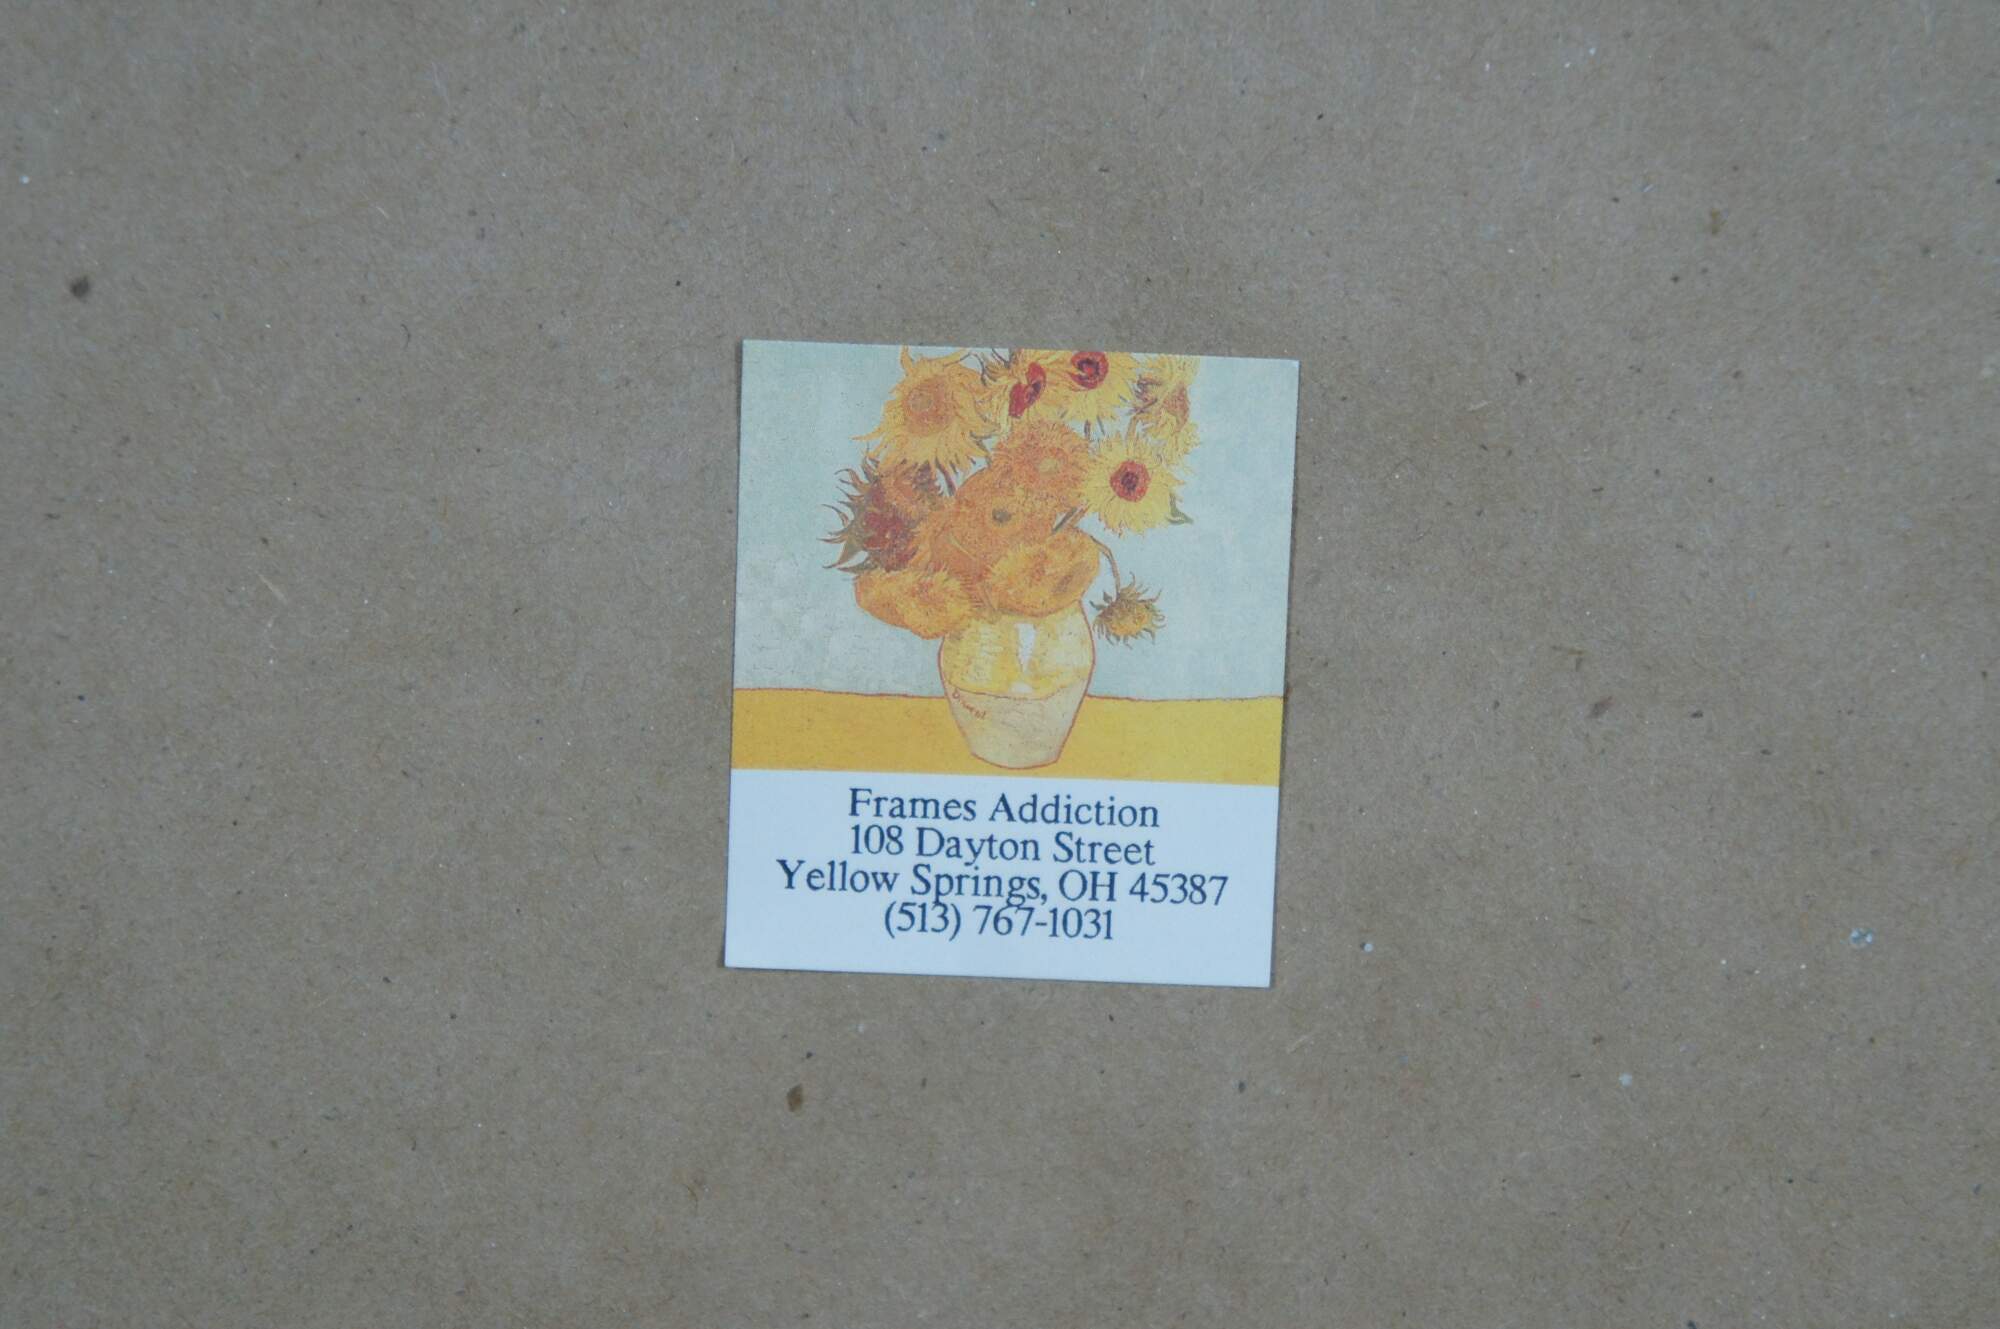 Frames Addiction
108 Dayton Street
Yellow Springs, OH 45387
(513) 767-1031